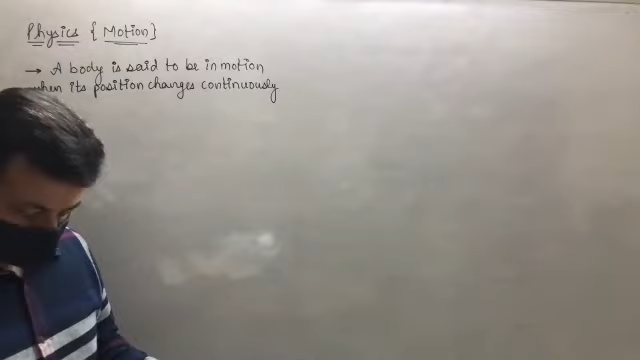 Physics { Motion }
→ A body is said to be in motion
when its position changes continuously